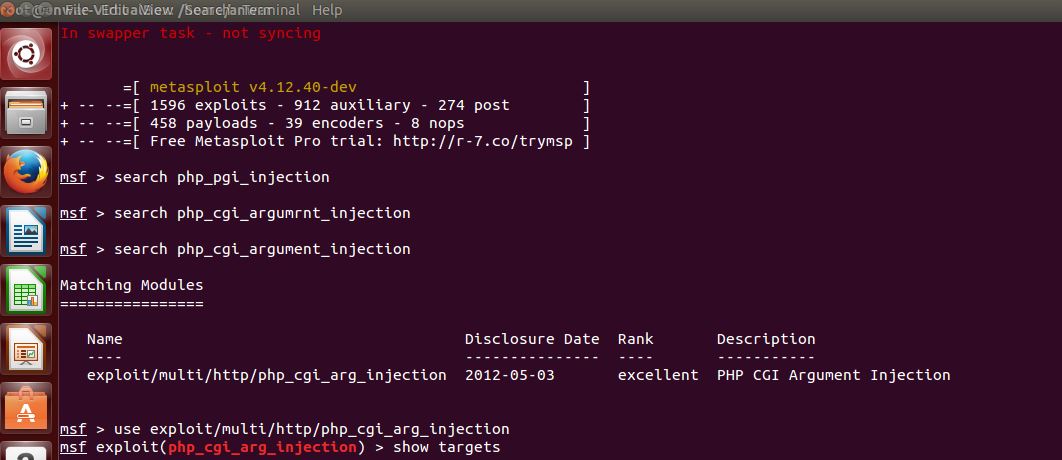 File Edit View Search Terminal Help
In swapper task - not syncing
=[ metasploit v4.12.40-dev ]
+ -- --=[ 1596 exploits - 912 auxiliary - 274 post ]
+ -- --=[ 458 payloads - 39 encoders - 8 nops ]
+ -- --=[ Free Metasploit Pro trial: http://r-7.co/trymsp ]
msf > search php_pgi_injection
msf > search php_cgi_argumrnt_injection
msf > search php_cgi_argument_injection
Matching Modules
================
Name Disclosure Date Rank Description
---- --------------- ---- -----------
exploit/multi/http/php_cgi_arg_injection 2012-05-03 excellent PHP CGI Argument Injection
msf > use exploit/multi/http/php_cgi_arg_injection
msf exploit(php_cgi_arg_injection) > show targets